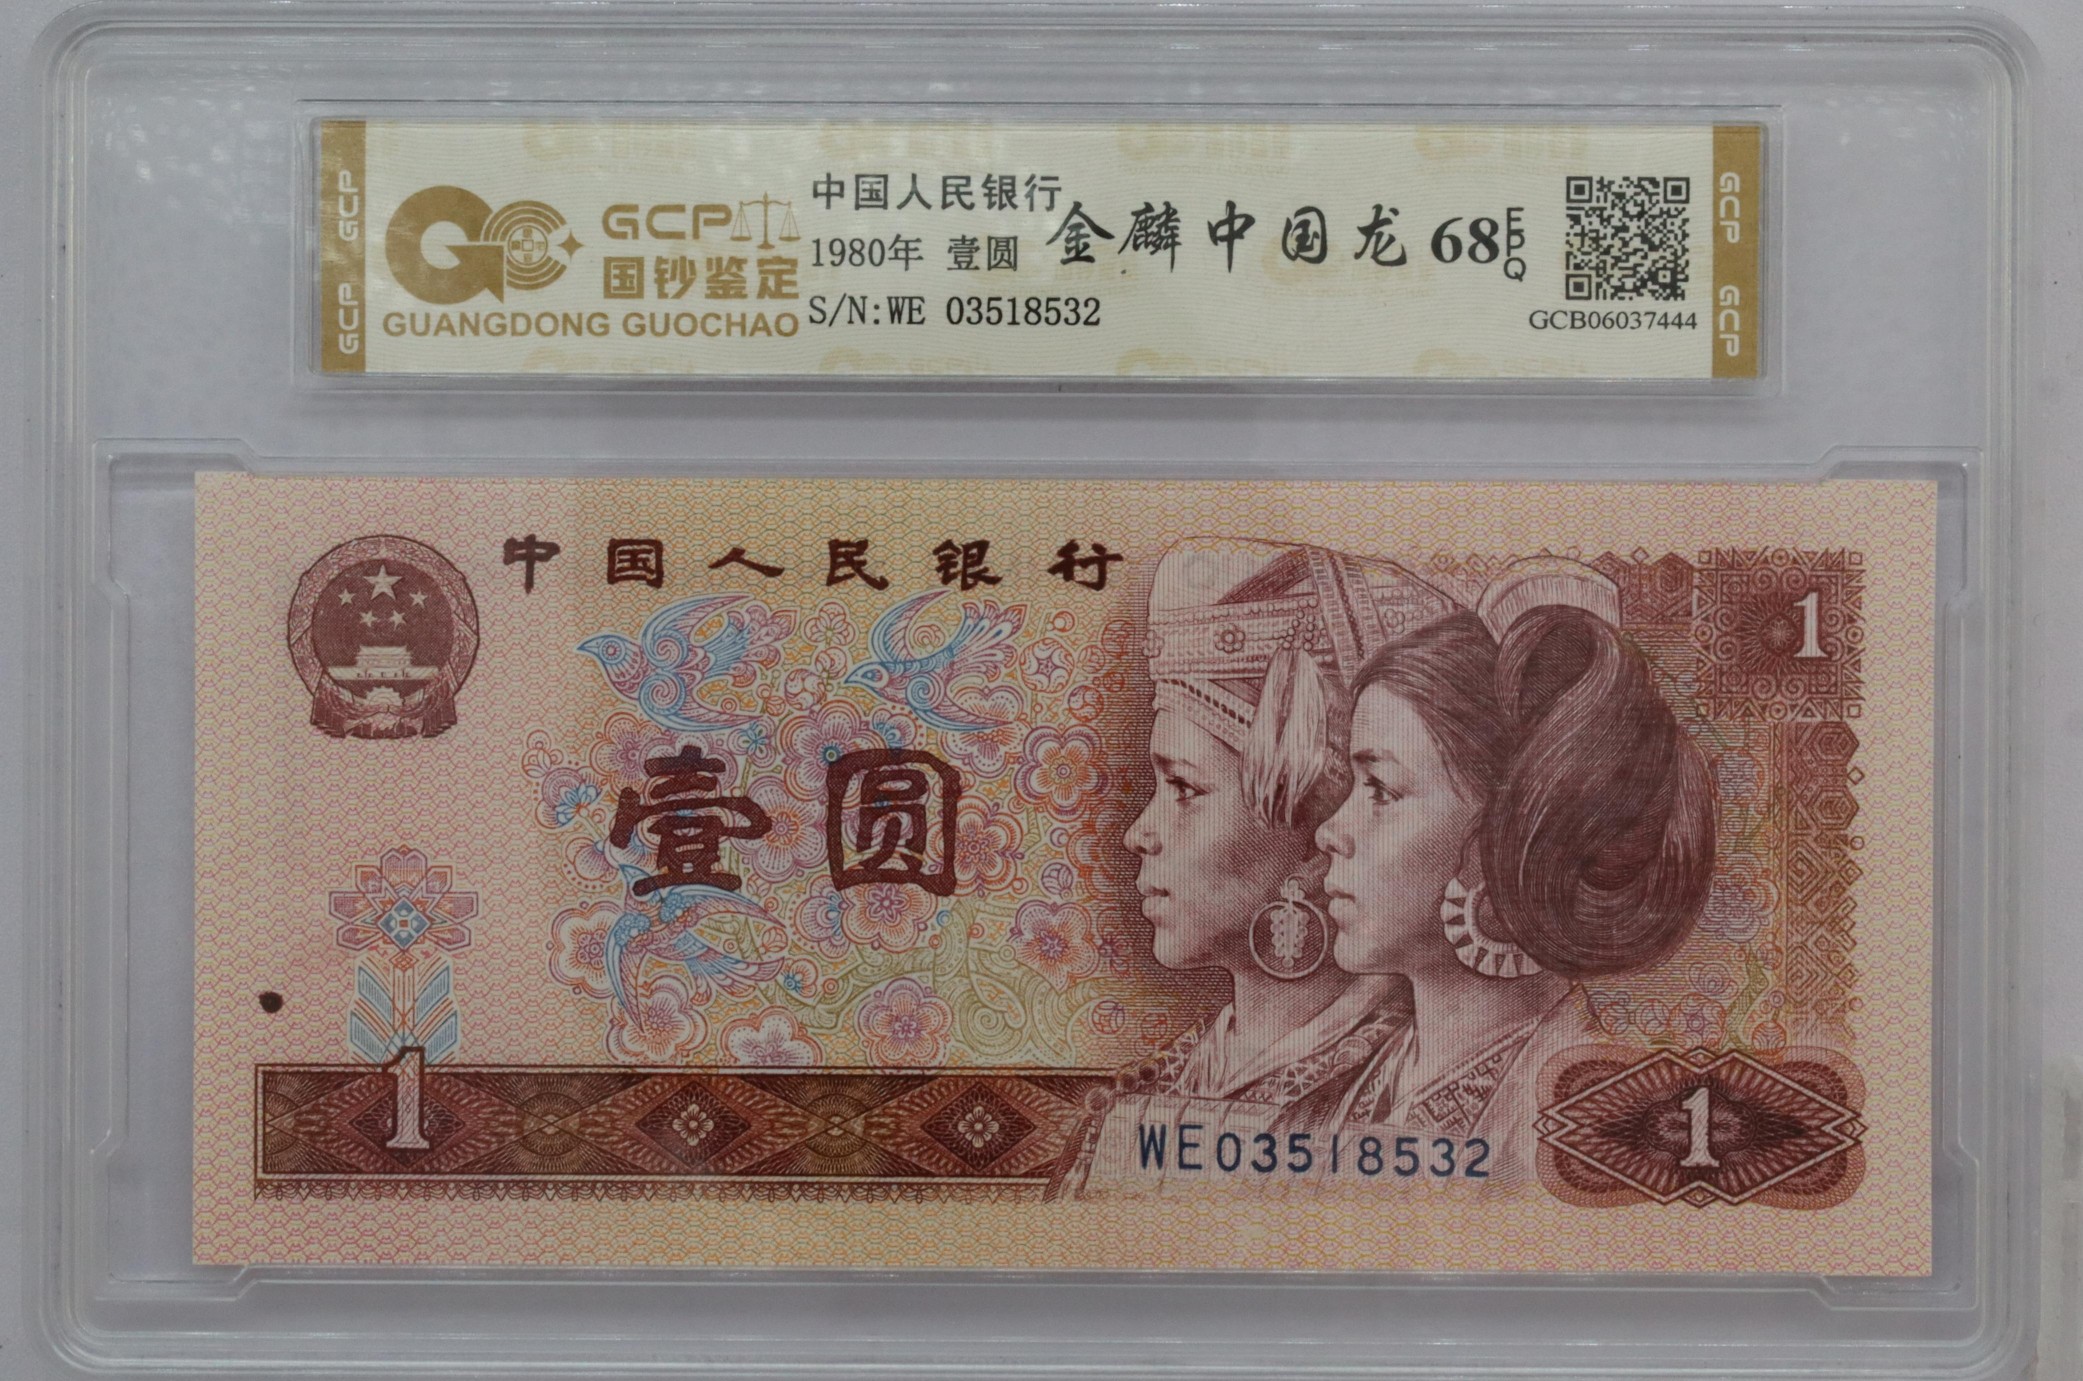 GCP GCP
GCP
国钞鉴定
GUANGDONG GUOCHAO
中国人民银行
1980年 壹圆
S/N:WE 03518532
金麟中国龙 68 EPQ
GCB06037444
GCP GCP
中国人民银行
1
壹圆
1
WE03518532
1